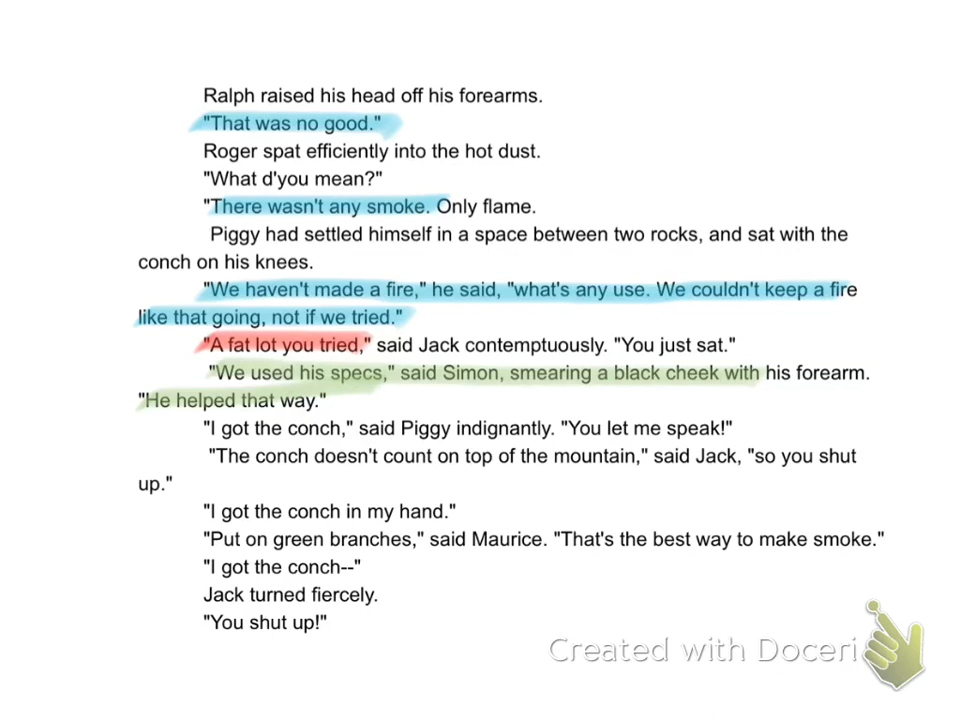 Ralph raised his head off his forearms.
"That was no good."
Roger spat efficiently into the hot dust.
"What d'you mean?"
"There wasn't any smoke. Only flame.
Piggy had settled himself in a space between two rocks, and sat with the
conch on his knees.
"We haven't made a fire," he said, "what's any use. We couldn't keep a fire
like that going, not if we tried."
"A fat lot you tried," said Jack contemptuously. "You just sat."
"We used his specs," said Simon, smearing a black cheek with his forearm.
"He helped that way."
"I got the conch," said Piggy indignantly. "You let me speak!"
"The conch doesn't count on top of the mountain," said Jack, "so you shut
up."
"I got the conch in my hand."
"Put on green branches," said Maurice. "That's the best way to make smoke."
"I got the conch--"
Jack turned fiercely.
"You shut up!"
Created with Doceri